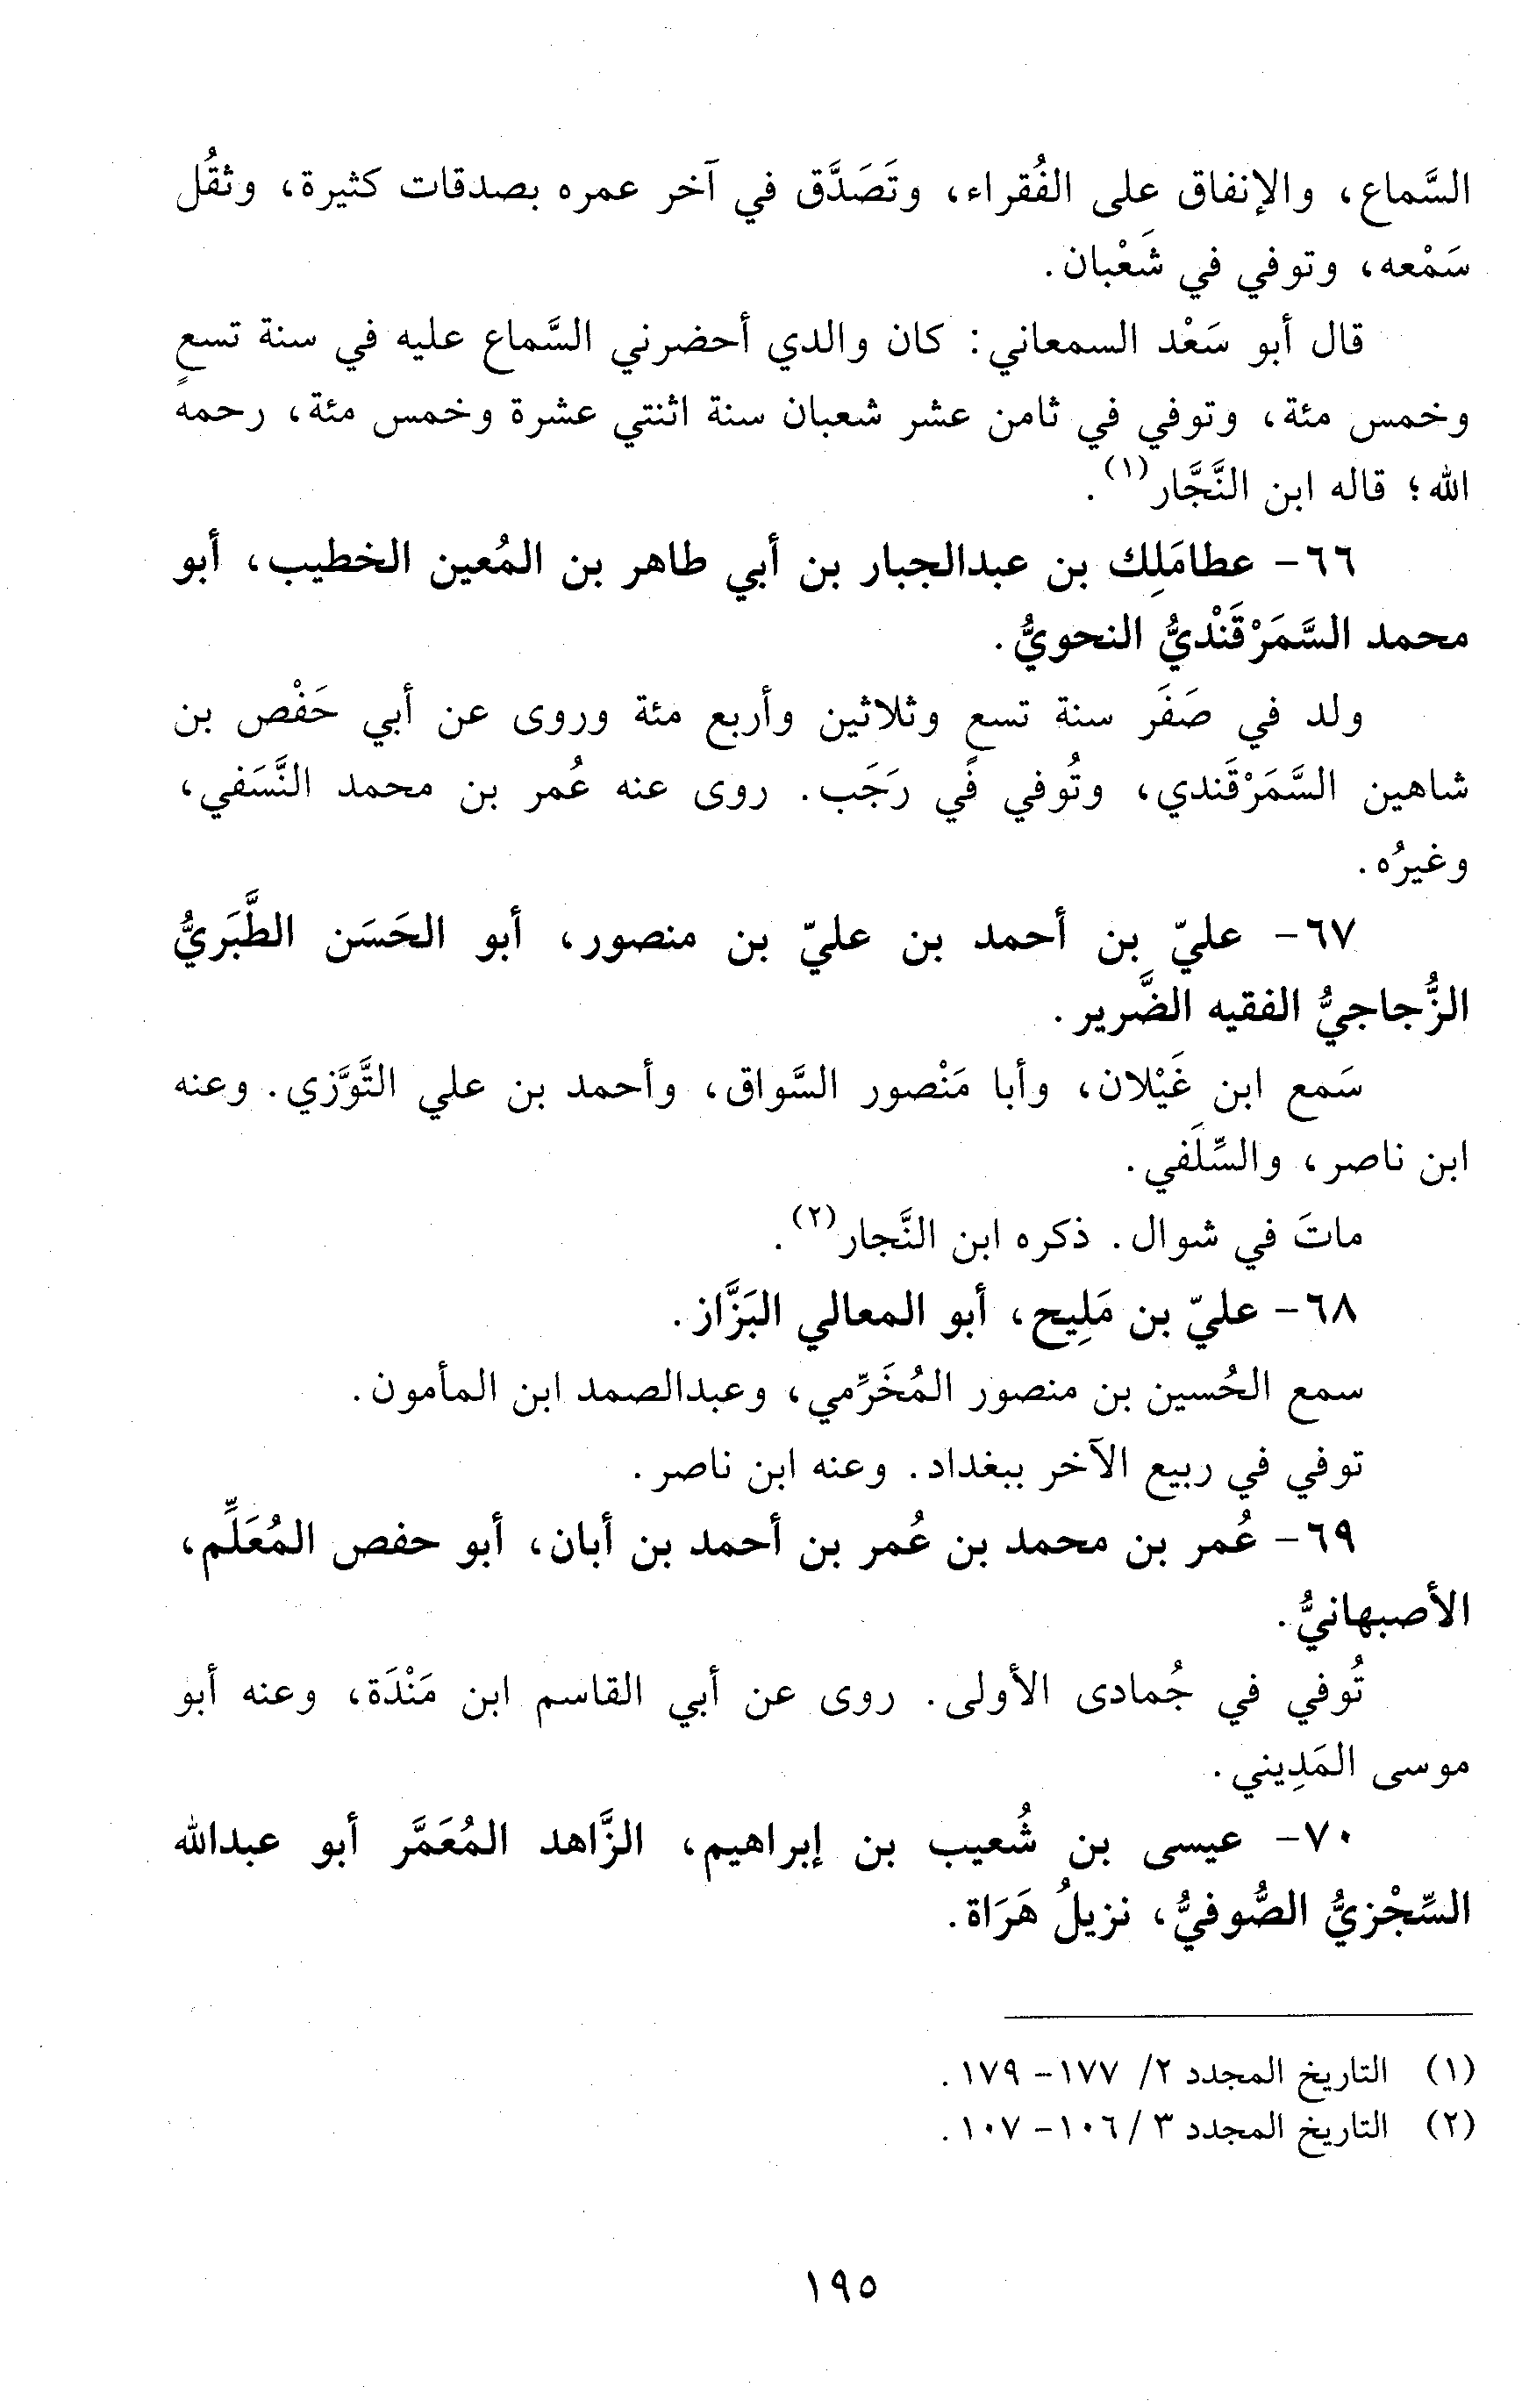 السَّماع، والإنفاق على الفُقراء، وتَصَدَّق في آخر عمره بصدقات كثيرة، وثقُل
سَمْعه، وتوفي في شَعْبان.
قال أبو سَعْد السمعاني: كان والدي أحضرني السَّماع عليه في سنة تسعٍ
وخمس مئة، وتوفي في ثامن عشر شعبان سنة اثنتي عشرة وخمس مئة، رحمه
الله؛ قاله ابن النَّجَّار(١).
٦٦- عطامَلِك بن عبدالجبار بن أبي طاهر بن المُعين الخطيب، أبو
محمد السَّمَرْقَنْديُّ النحويُّ.
ولد في صَفَر سنة تسع وثلاثين وأربع مئة وروى عن أبي حَفْص بن
شاهين السَّمَرْقَندي، وتُوفي في رَجَب. روى عنه عُمر بن محمد النَّسَفي،
وغيرُه.
٦٧- عليّ بن أحمد بن عليّ بن منصور، أبو الحَسَن الطَّبَريُّ
الزُّجاجيُّ الفقيه الضَّرير.
سَمع ابن غَيْلان، وأبا مَنْصور السَّواق، وأحمد بن علي التَّوَّزي. وعنه
ابن ناصر، والسِّلَفي.
ماتَ في شوال. ذكره ابن النَّجار(٢).
٦٨- عليّ بن مَلِيح، أبو المعالي البَزَّاز.
سمع الحُسين بن منصور المُخَرِّمي، وعبدالصمد ابن المأمون.
توفي في ربيع الآخر ببغداد. وعنه ابن ناصر.
٦٩- عُمر بن محمد بن عُمر بن أحمد بن أبان، أبو حفص المُعَلِّم،
الأصبهانيُّ.
تُوفي في جُمادى الأولى. روى عن أبي القاسم ابن مَنْدَة، وعنه أبو
موسى المَدِيني.
٧٠- عيسى بن شُعيب بن إبراهيم، الزَّاهد المُعَمَّر أبو عبدالله
السِّجْزيُّ الصُّوفيُّ، نزيلُ هَرَاة.
(١) التاريخ المجدد ٢/ ١٧٧- ١٧٩.
(٢) التاريخ المجدد ٣/ ١٠٦- ١٠٧.
١٩٥